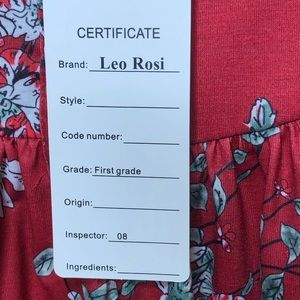 CERTIFICATE
Brand: Leo Rosi
Style:
Code number:
Grade: First grade
Origin:
Inspector: 08
Ingredients: